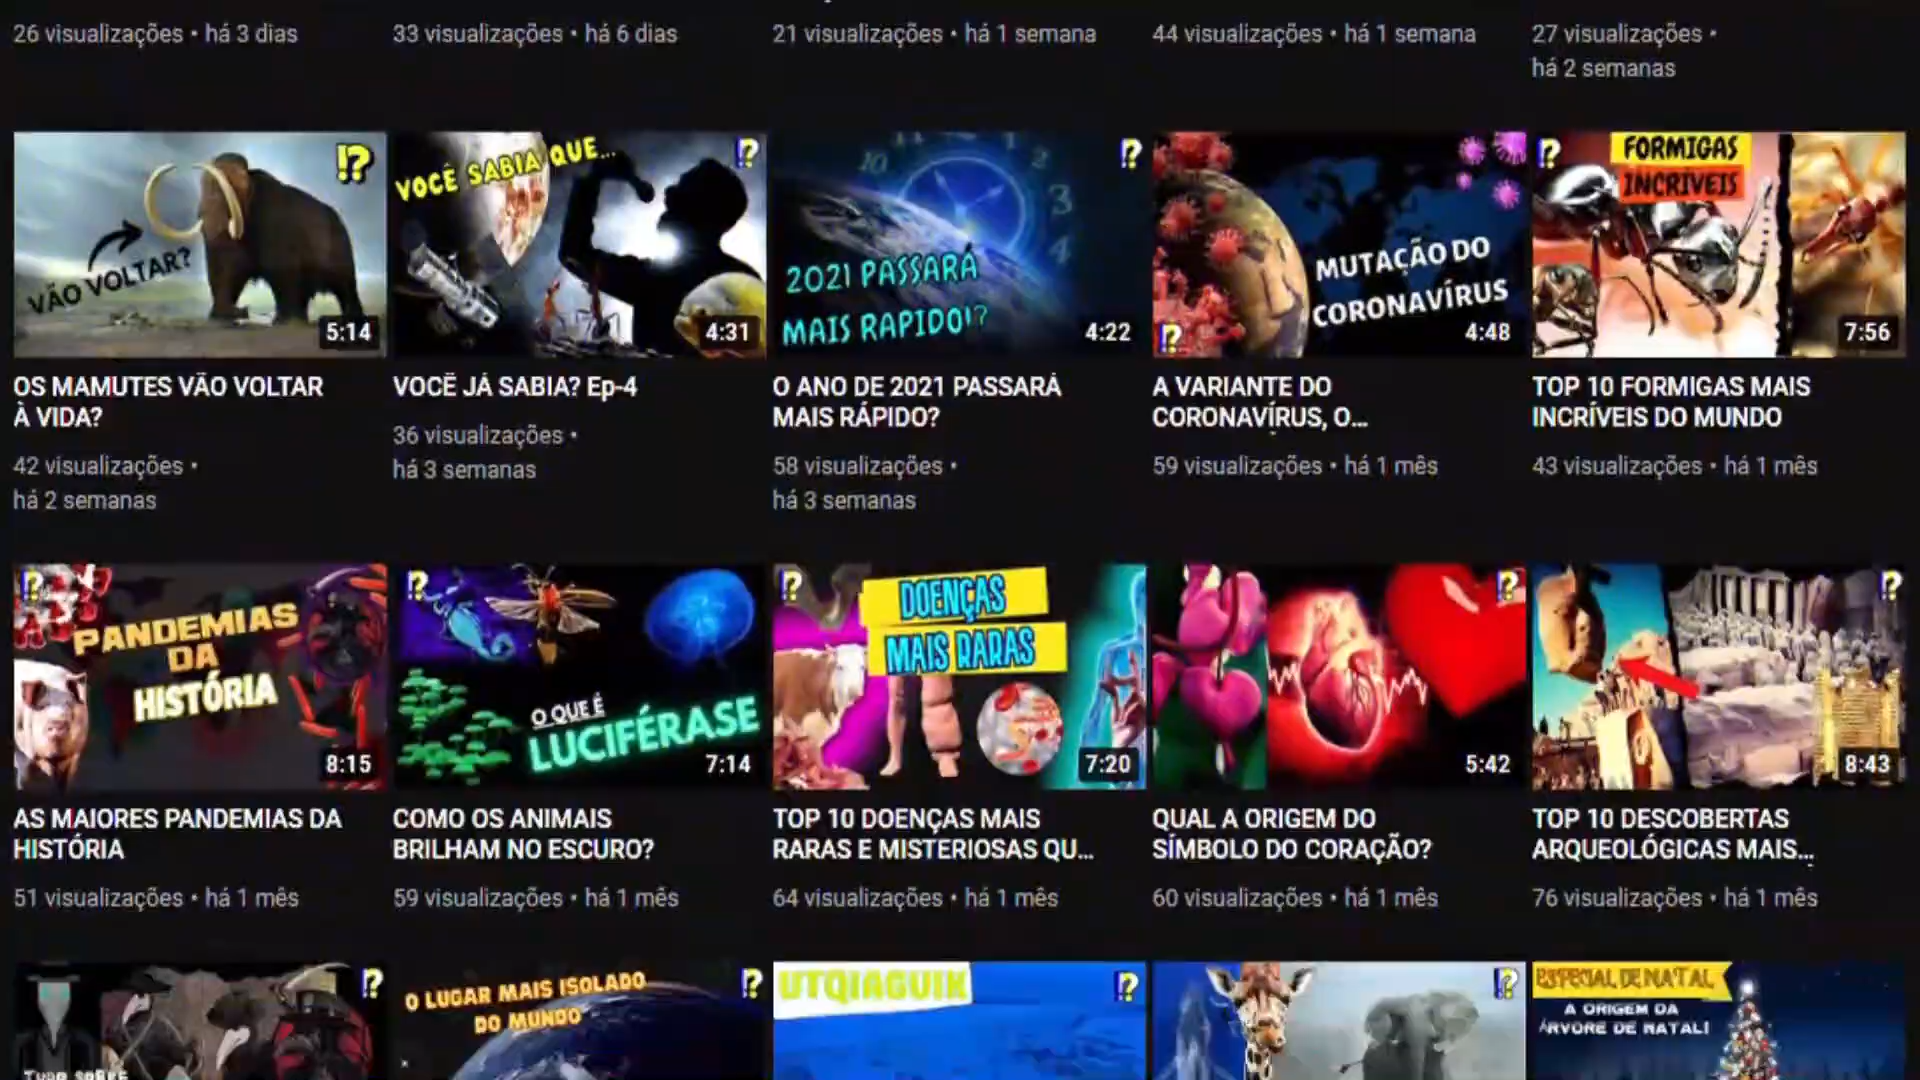 26 visualizações • há 3 dias
33 visualizações • há 6 dias
21 visualizações • há 1 semana
44 visualizações • há 1 semana
27 visualizações •
há 2 semanas
VÃO VOLTAR?
!?
5:14
VOCÊ SABIA QUE...
!?
4:31
10
11
1
2
3
4
!?
2021 PASSARÁ
MAIS RAPIDO!?
4:22
MUTAÇÃO DO
CORONAVÍRUS
!?
4:48
!?
FORMIGAS
INCRÍVEIS
7:56
OS MAMUTES VÃO VOLTAR
À VIDA?
42 visualizações •
há 2 semanas
VOCÊ JÁ SABIA? Ep-4
36 visualizações •
há 3 semanas
O ANO DE 2021 PASSARÁ
MAIS RÁPIDO?
58 visualizações •
há 3 semanas
A VARIANTE DO
CORONAVÍRUS, O...
59 visualizações • há 1 mês
TOP 10 FORMIGAS MAIS
INCRÍVEIS DO MUNDO
43 visualizações • há 1 mês
!?
PANDEMIAS
DA
HISTÓRIA
8:15
!?
O QUE É
LUCIFÉRASE
7:14
!?
DOENÇAS
MAIS RARAS
7:20
!?
5:42
!?
8:43
AS MAIORES PANDEMIAS DA
HISTÓRIA
51 visualizações • há 1 mês
COMO OS ANIMAIS
BRILHAM NO ESCURO?
59 visualizações • há 1 mês
TOP 10 DOENÇAS MAIS
RARAS E MISTERIOSAS QU...
64 visualizações • há 1 mês
QUAL A ORIGEM DO
SÍMBOLO DO CORAÇÃO?
60 visualizações • há 1 mês
TOP 10 DESCOBERTAS
ARQUEOLÓGICAS MAIS...
76 visualizações • há 1 mês
!?
TUDO SOBRE
O LUGAR MAIS ISOLADO
DO MUNDO
!?
UTQIAGVIK
!?
!?
ESPECIAL DE NATAL
A ORIGEM DA
ÁRVORE DE NATAL!